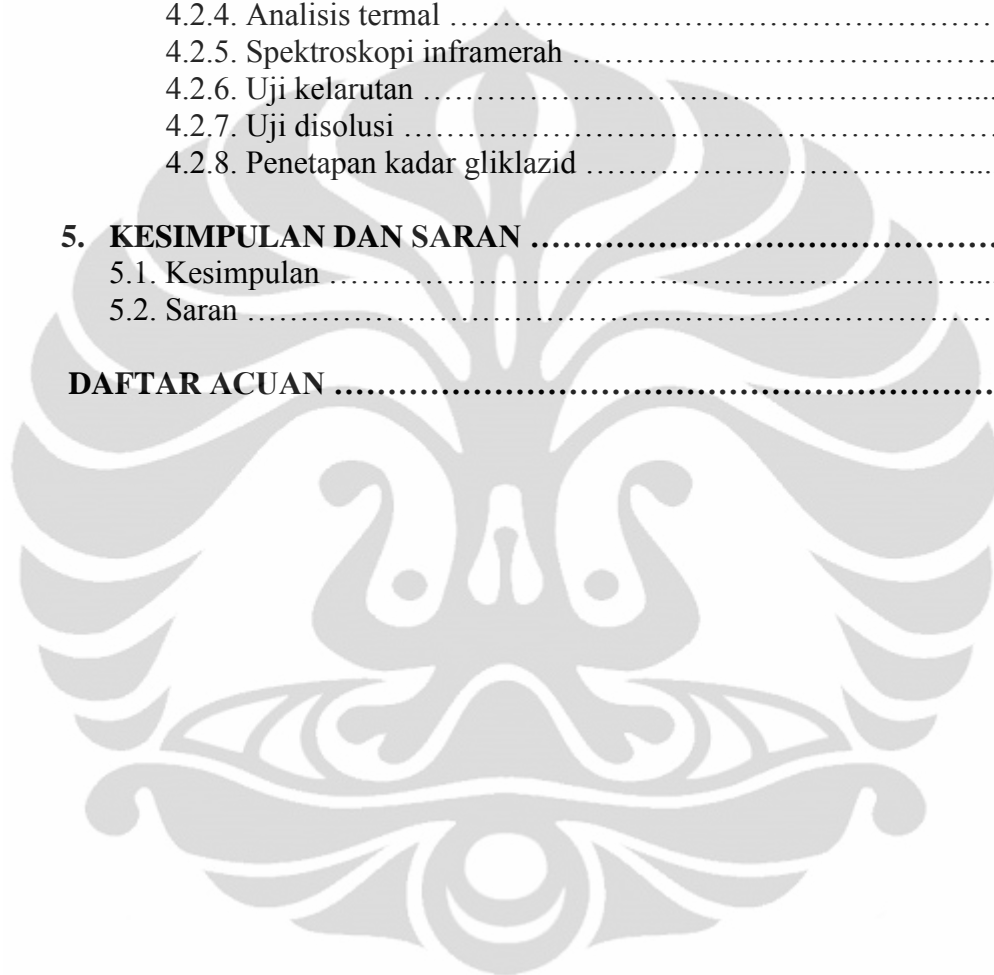 4.2.4. Analisis termal ……………………………………………………
4.2.5. Spektroskopi inframerah …………………………………………
4.2.6. Uji kelarutan ………………………………………………………...
4.2.7. Uji disolusi …………………………………………………………
4.2.8. Penetapan kadar gliklazid …………………………………………...
5. KESIMPULAN DAN SARAN …………………………………………
5.1. Kesimpulan ……………………………………………………………...
5.2. Saran ……………………………………………………………………
DAFTAR ACUAN ……………………………………………………………